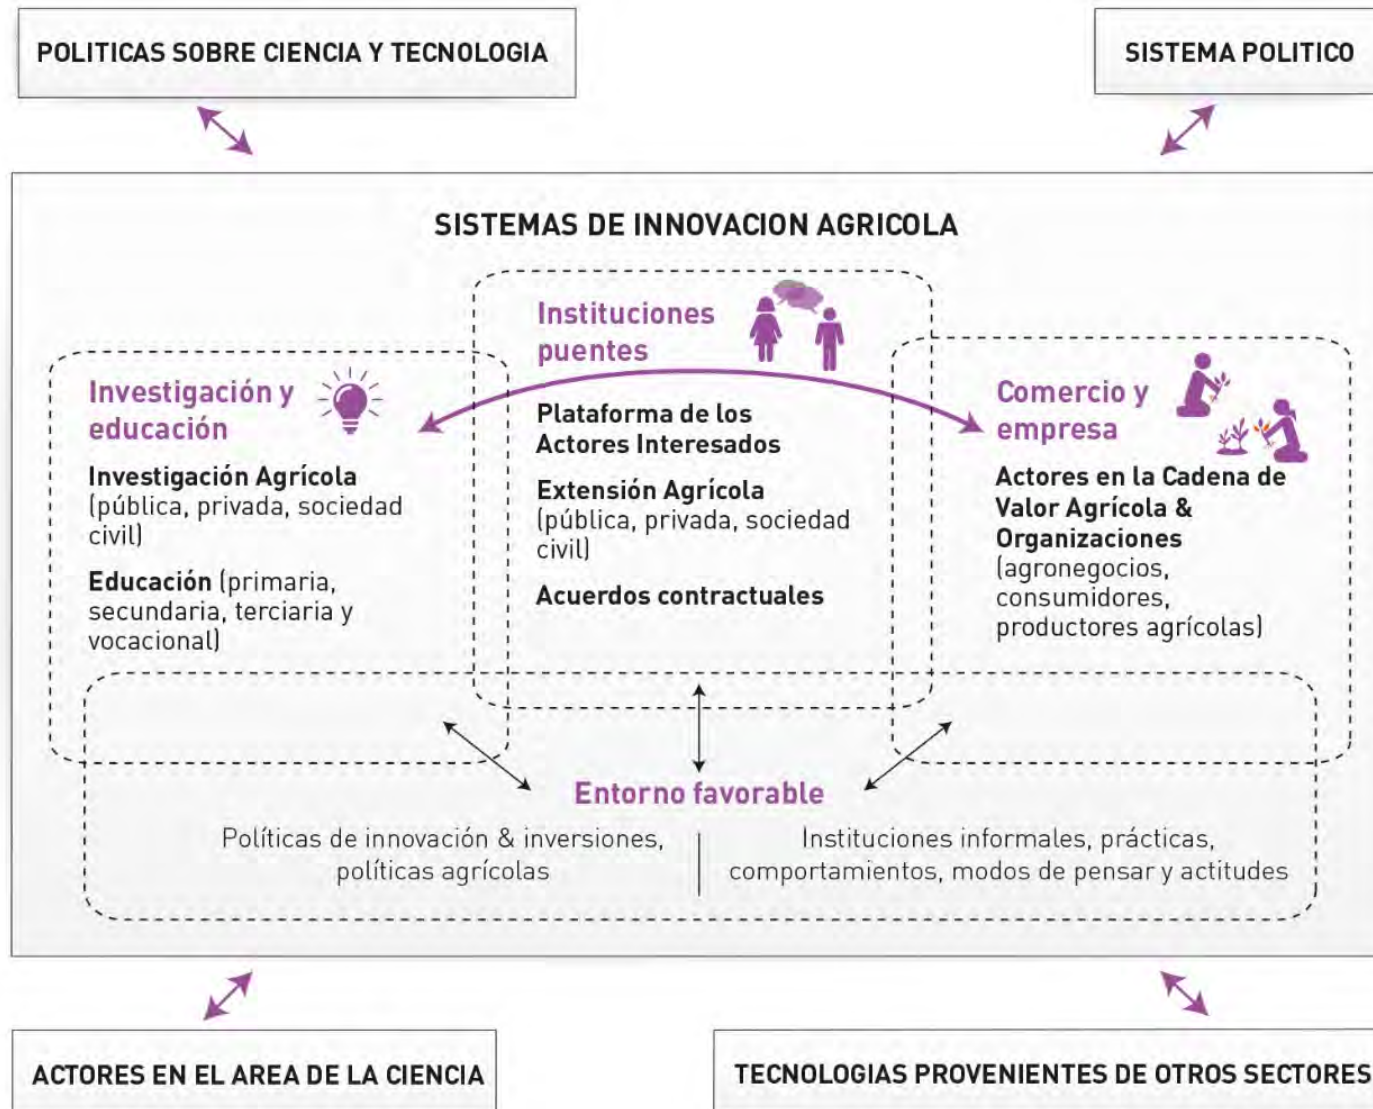 POLITICAS SOBRE CIENCIA Y TECNOLOGIA
SISTEMA POLITICO
SISTEMAS DE INNOVACION AGRICOLA
Investigación y
educación
Investigación Agrícola
(pública, privada, sociedad
civil)
Educación (primaria,
secundaria, terciaria y
vocacional)
Instituciones
puentes
Plataforma de los
Actores Interesados
Extensión Agrícola
(pública, privada, sociedad
civil)
Acuerdos contractuales
Comercio y
empresa
Actores en la Cadena de
Valor Agrícola &
Organizaciones
(agronegocios,
consumidores,
productores agrícolas)
Entorno favorable
Políticas de innovación & inversiones,
políticas agrícolas
Instituciones informales, prácticas,
comportamientos, modos de pensar y actitudes
ACTORES EN EL AREA DE LA CIENCIA
TECNOLOGIAS PROVENIENTES DE OTROS SECTORES